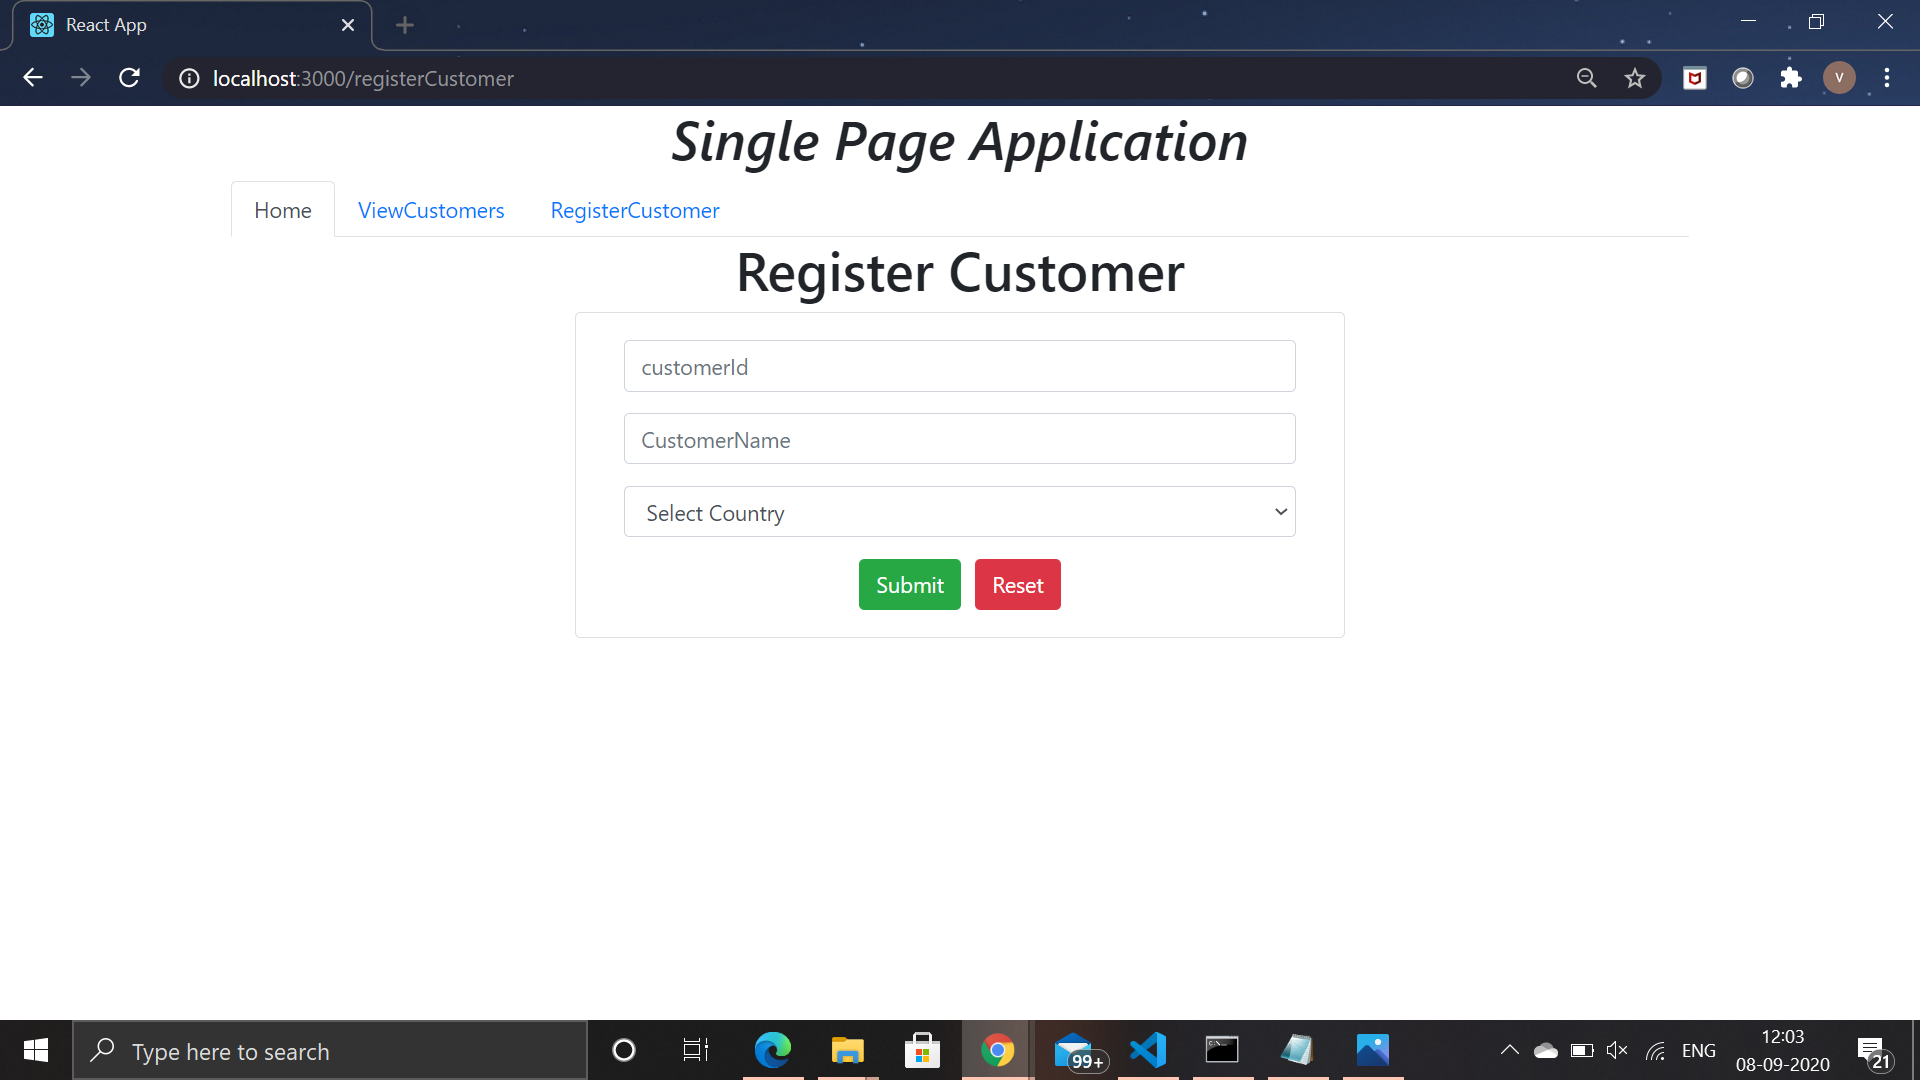 React App
localhost:3000/registerCustomer
V
Single Page Application
Home ViewCustomers RegisterCustomer
Register Customer
customerId
CustomerName
Select Country
Submit Reset
Type here to search
99+
ENG
12:03
08-09-2020
21